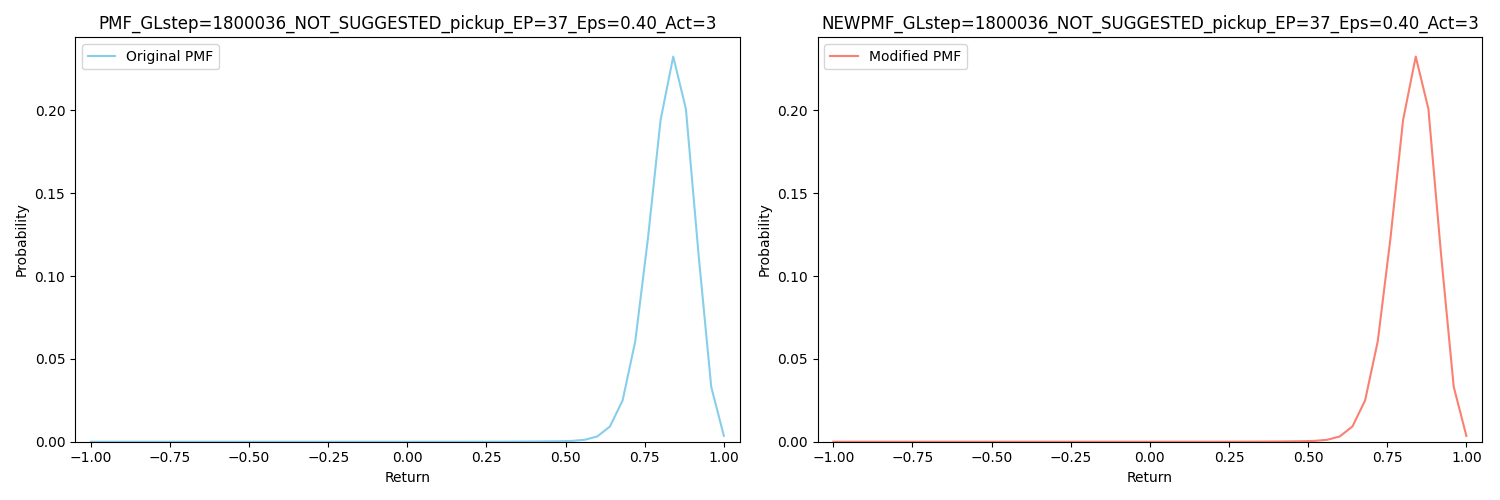 PMF_GLstep=1800036_NOT_SUGGESTED_pickup_EP=37_Eps=0.40_Act=3
Original PMF
0.20
0.15
0.10
0.05
0.00
Probability
−1.00 −0.75 −0.50 −0.25 0.00 0.25 0.50 0.75 1.00
Return
NEWPMF_GLstep=1800036_NOT_SUGGESTED_pickup_EP=37_Eps=0.40_Act=3
Modified PMF
0.20
0.15
0.10
0.05
0.00
Probability
−1.00 −0.75 −0.50 −0.25 0.00 0.25 0.50 0.75 1.00
Return